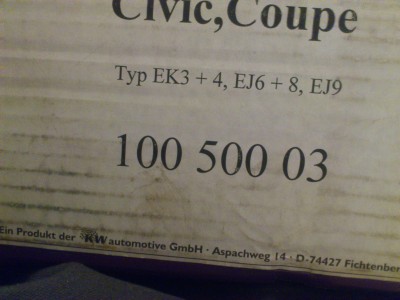 Civic,Coupe
Typ EK3 + 4, EJ6 + 8, EJ9
100 500 03
Ein Produkt der KW automotive GmbH · Aspachweg 14 · D-74427 Fichtenber